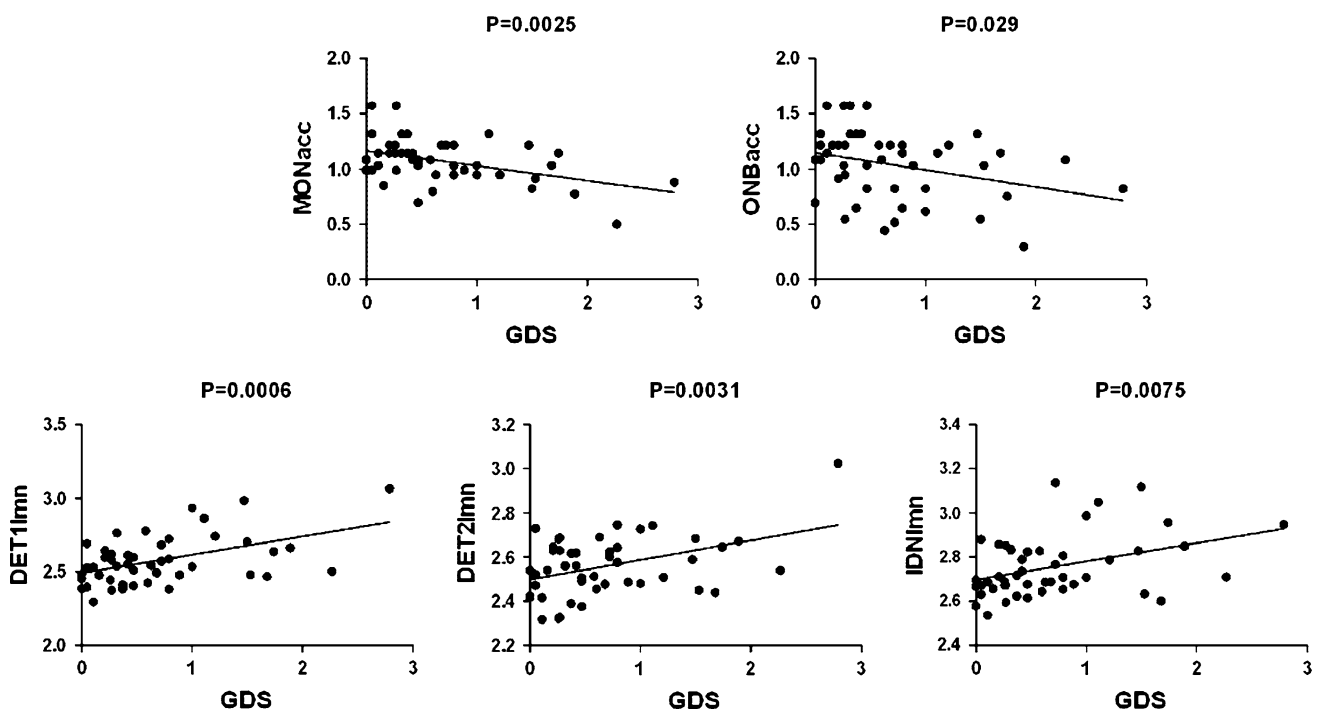 P=0.0025
MONacc
2.0
1.5
1.0
0.5
0.0
0 1 2 3
GDS
P=0.029
ONBacc
2.0
1.5
1.0
0.5
0.0
0 1 2 3
GDS
P=0.0006
DET1lmn
3.5
3.0
2.5
2.0
0 1 2 3
GDS
P=0.0031
DET2lmn
3.2
3.0
2.8
2.6
2.4
2.2
0 1 2 3
GDS
P=0.0075
IDNlmn
3.4
3.2
3.0
2.8
2.6
2.4
0 1 2 3
GDS